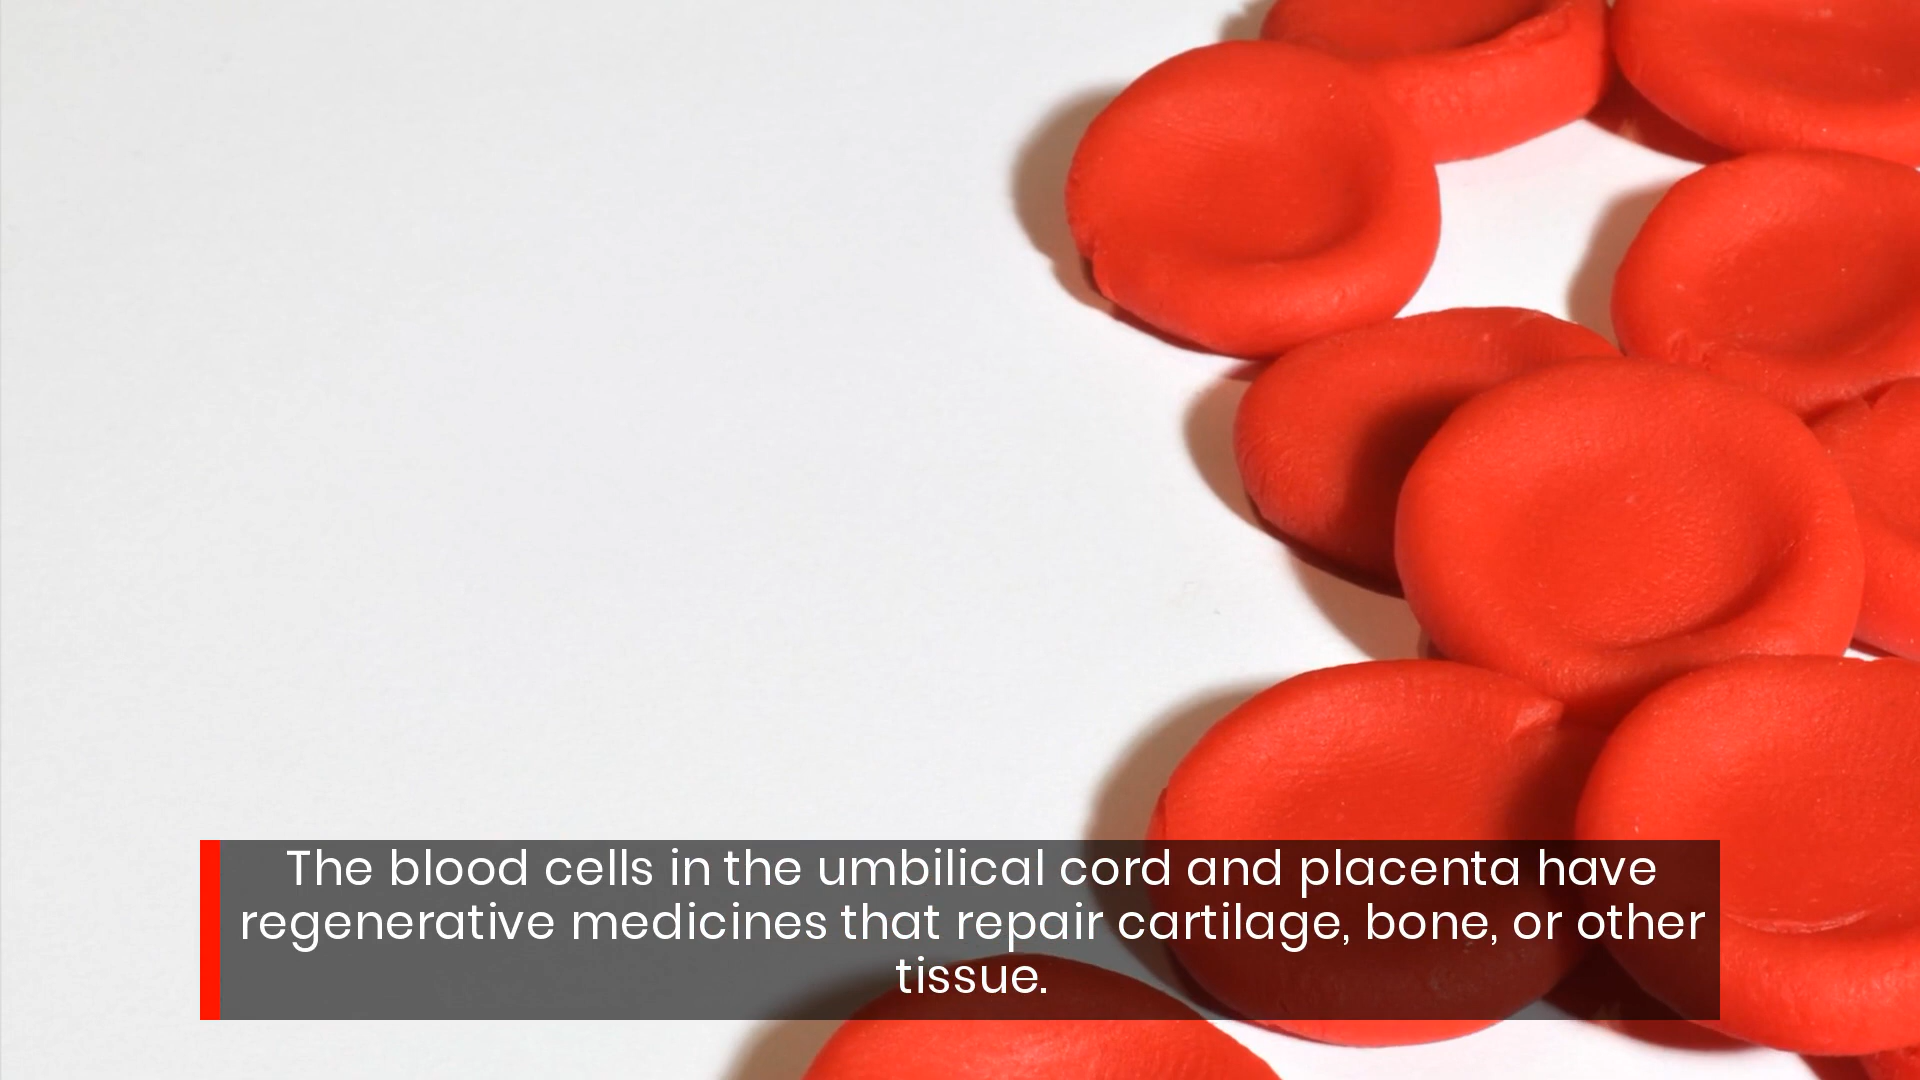 The blood cells in the umbilical cord and placenta have
regenerative medicines that repair cartilage, bone, or other
tissue.